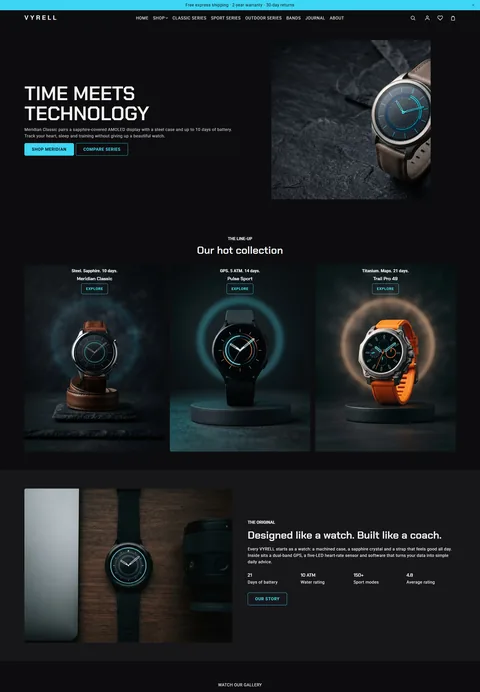 Free express shipping · 2-year warranty · 30-day returns
VYRELL
HOME SHOP CLASSIC SERIES SPORT SERIES OUTDOOR SERIES BANDS JOURNAL ABOUT
TIME MEETS
TECHNOLOGY
Meridian Classic pairs a sapphire-covered AMOLED display with a steel case and up to 10 days of battery.
Track your heart, sleep and training without giving up a beautiful watch.
SHOP MERIDIAN COMPARE SERIES
THE LINE-UP
Our hot collection
Steel. Sapphire. 10 days.
Meridian Classic
EXPLORE
GPS. 5 ATM. 14 days.
Pulse Sport
EXPLORE
Titanium. Maps. 21 days.
Trail Pro 49
EXPLORE
THE ORIGINAL
Designed like a watch. Built like a coach.
Every VYRELL starts as a watch: a machined case, a sapphire crystal and a strap that feels good all day.
Inside sits a dual-band GPS, a five-LED heart-rate sensor and software that turns your data into simple
daily advice.
21 10 ATM 150+ 4.8
Days of battery Water rating Sport modes Average rating
OUR STORY
WATCH OUR GALLERY